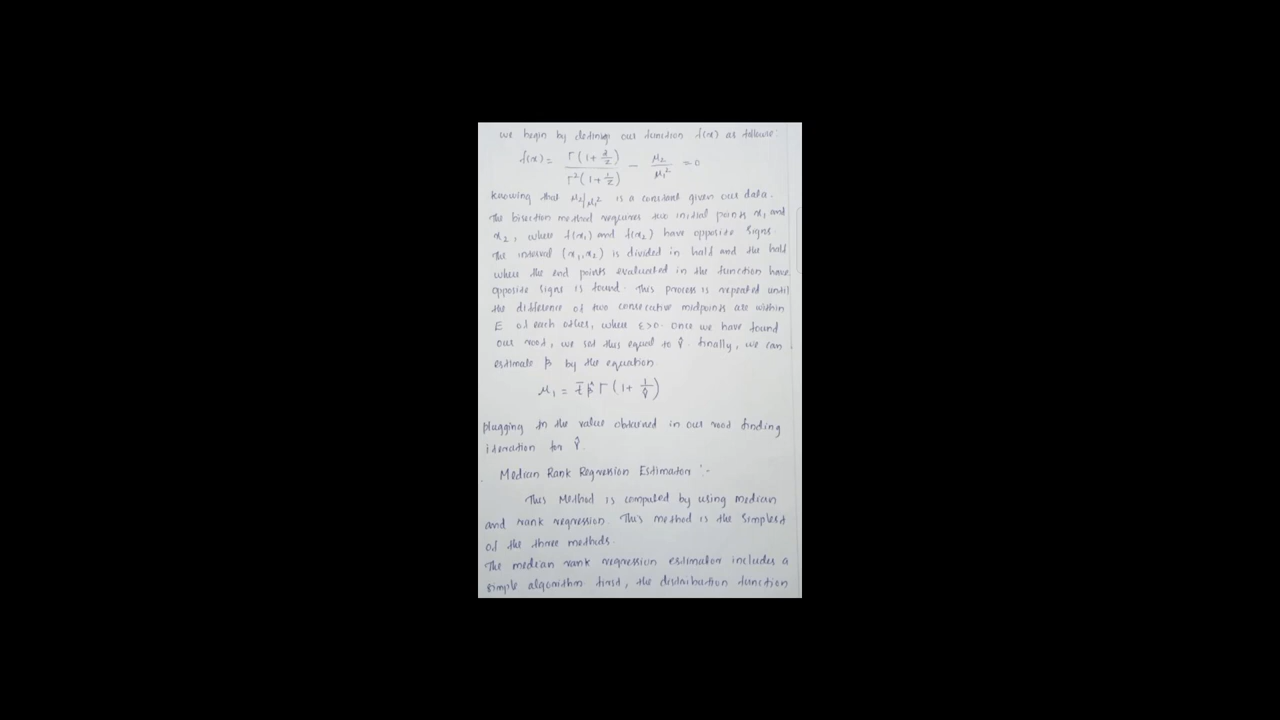 we begin by defining our function f(x) as follows:
f(x) = Γ(1+2/x) / Γ²(1+1/x) − μ₂/μ₁² = 0
knowing that μ₂/μ₁² is a constant given our data.
The bisection method requires two initial points x₁ and
x₂, where f(x₁) and f(x₂) have opposite signs.
The interval (x₁,x₂) is divided in half and the half
where the end points evaluated in the function have
opposite signs is found. This process is repeated until
the difference of two consecutive midpoints are within
ε of each other, where ε>0. Once we have found
our root, we set this equal to γ̂. finally, we can
estimate β by the equation.
μ₁ = t̄ β̂ Γ(1+ 1/γ̂)
plugging in the value obtained in our root finding
iteration for γ̂.
Median Rank Regression Estimator :-
This Method is computed by using median
and rank regression. This method is the simplest
of the three methods.
The median rank regression estimator includes a
simple algorithm first, the distribution function